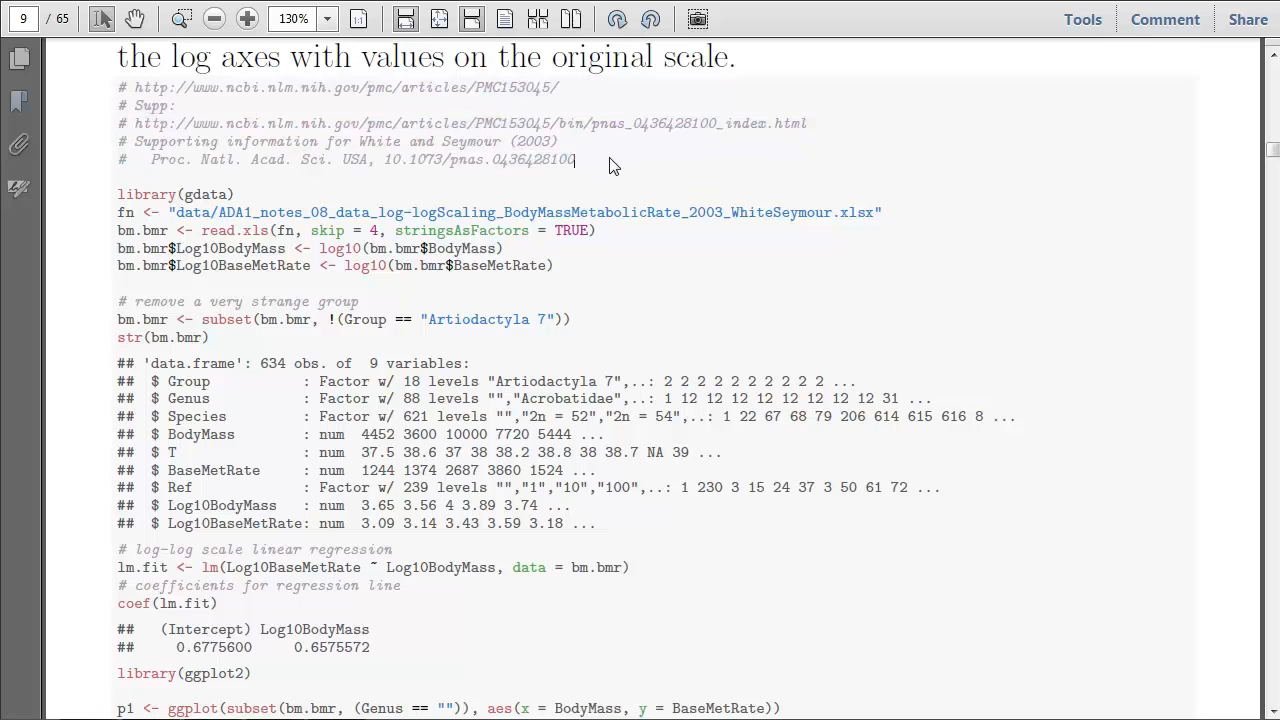 9 / 65 130% Tools Comment Share
the log axes with values on the original scale.
# http://www.ncbi.nlm.nih.gov/pmc/articles/PMC153045/
# Supp:
# http://www.ncbi.nlm.nih.gov/pmc/articles/PMC153045/bin/pnas_0436428100_index.html
# Supporting information for White and Seymour (2003)
#   Proc. Natl. Acad. Sci. USA, 10.1073/pnas.0436428100
library(gdata)
fn <- "data/ADA1_notes_08_data_log-logScaling_BodyMassMetabolicRate_2003_WhiteSeymour.xlsx"
bm.bmr <- read.xls(fn, skip = 4, stringsAsFactors = TRUE)
bm.bmr$Log10BodyMass <- log10(bm.bmr$BodyMass)
bm.bmr$Log10BaseMetRate <- log10(bm.bmr$BaseMetRate)
# remove a very strange group
bm.bmr <- subset(bm.bmr, !(Group == "Artiodactyla 7"))
str(bm.bmr)
## 'data.frame': 634 obs. of  9 variables:
##  $ Group           : Factor w/ 18 levels "Artiodactyla 7",..: 2 2 2 2 2 2 2 2 2 2 ...
##  $ Genus           : Factor w/ 88 levels "","Acrobatidae",..: 1 12 12 12 12 12 12 12 12 31 ...
##  $ Species         : Factor w/ 621 levels "","2n = 52","2n = 54",..: 1 22 67 68 77 206 614 615 616 8 ...
##  $ BodyMass        : num  4452 3600 10000 7720 5444 ...
##  $ T               : num  37.5 38.6 37 38 38.2 38.8 38 38.7 NA 39 ...
##  $ BaseMetRate     : num  1244 1374 2687 3860 1524 ...
##  $ Ref             : Factor w/ 239 levels "","1","10","100",..: 1 230 3 15 24 37 3 50 61 72 ...
##  $ Log10BodyMass   : num  3.65 3.56 4 3.89 3.74 ...
##  $ Log10BaseMetRate: num  3.09 3.14 3.43 3.59 3.18 ...
# log-log scale linear regression
lm.fit <- lm(Log10BaseMetRate ~ Log10BodyMass, data = bm.bmr)
# coefficients for regression line
coef(lm.fit)
##   (Intercept) Log10BodyMass
##     0.6775600     0.6575572
library(ggplot2)
p1 <- ggplot(subset(bm.bmr, (Genus == "")), aes(x = BodyMass, y = BaseMetRate))